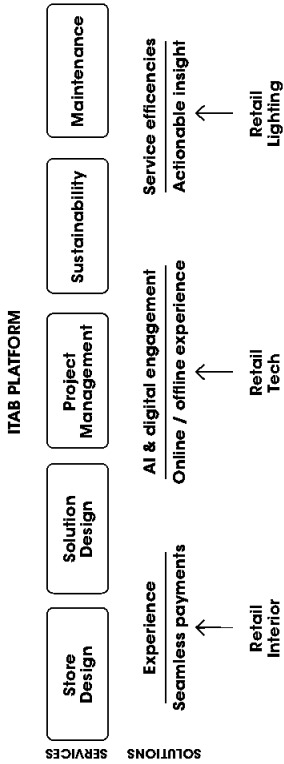 ITAB PLATFORM
SERVICES
Store
Design
Solution
Design
Project
Management
Sustainability
Maintenance
SOLUTIONS
Experience
Seamless payments
AI & digital engagement
Online / offline experience
Service efficencies
Actionable insight
Retail
Interior
Retail
Tech
Retail
Lighting